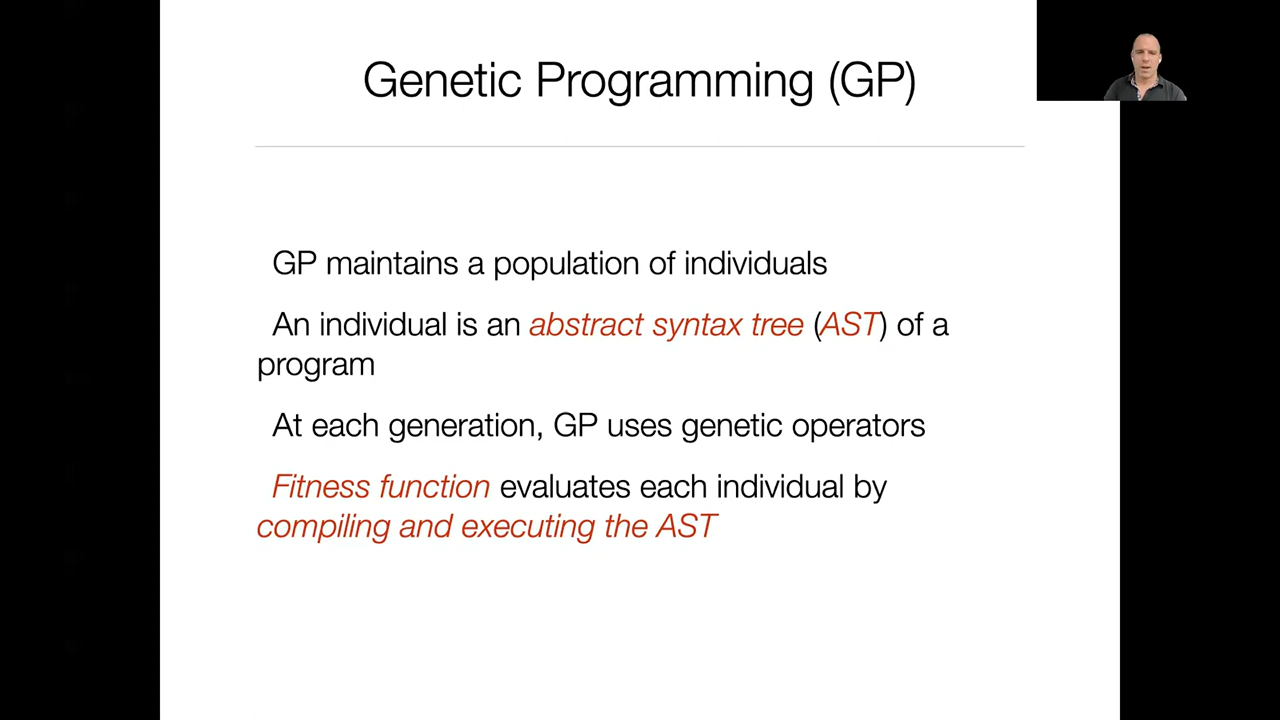 Genetic Programming (GP)
GP maintains a population of individuals
An individual is an abstract syntax tree (AST) of a
program
At each generation, GP uses genetic operators
Fitness function evaluates each individual by
compiling and executing the AST